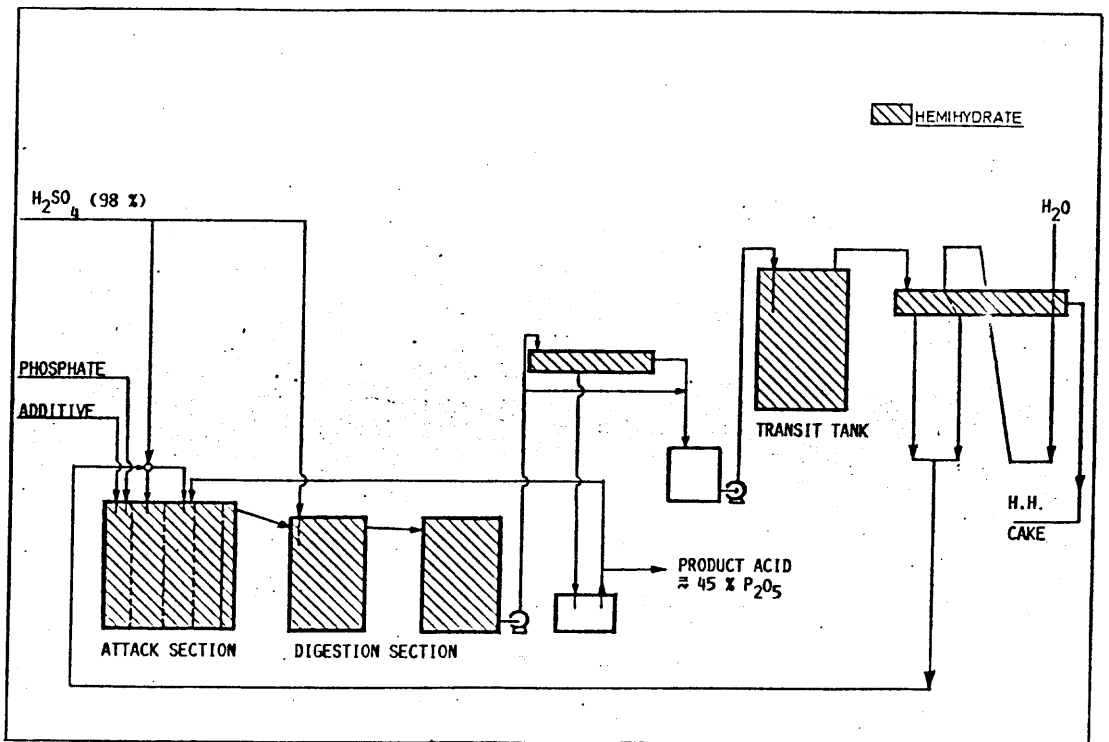 HEMIHYDRATE
H₂SO₄ (98 %)
H₂O
PHOSPHATE
ADDITIVE
TRANSIT TANK
H.H.
CAKE
PRODUCT ACID
≈ 45 % P₂O₅
ATTACK SECTION
DIGESTION SECTION